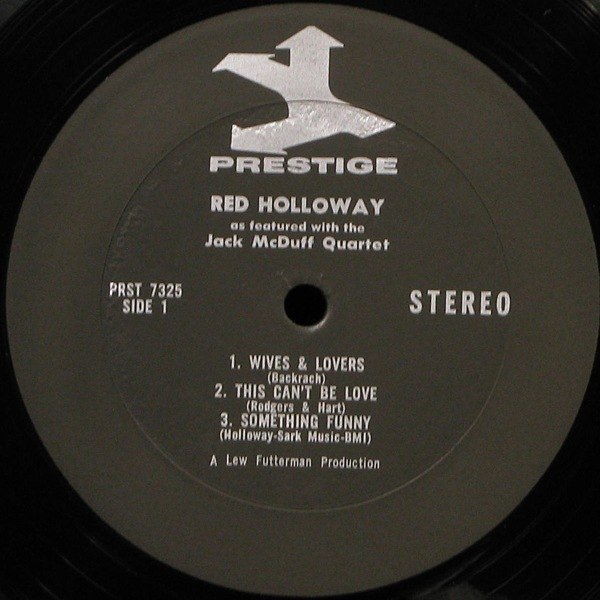 PRESTIGE
RED HOLLOWAY
as featured with the
Jack McDuff Quartet
PRST 7325
SIDE 1
STEREO
1. WIVES & LOVERS
(Backrach)
2. THIS CAN'T BE LOVE
(Rodgers & Hart)
3. SOMETHING FUNNY
(Holloway-Sark Music-BMI)
A Lew Futterman Production